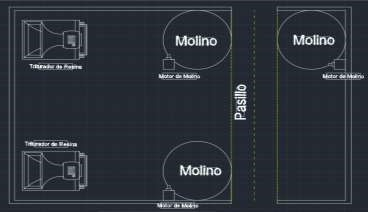 Molino
Molino
Triturador de Resina
Motor de Molino
Motor de Molino
Pasillo
Triturador de Resina
Molino
Motor de Molino